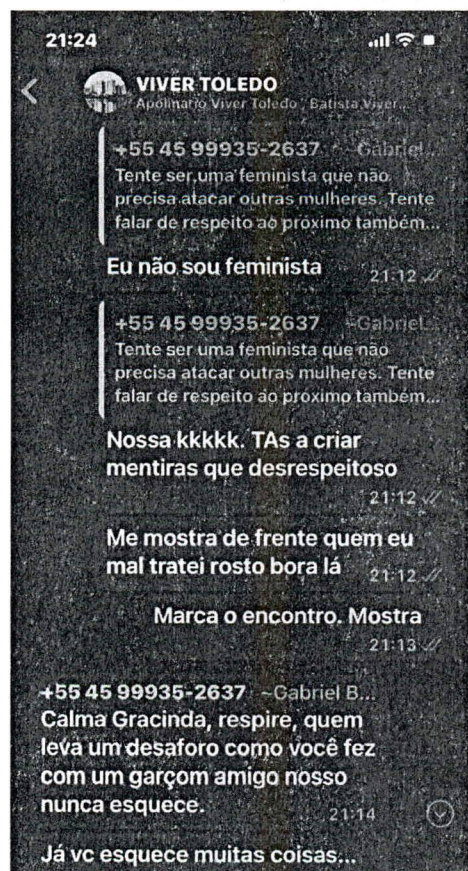 21:24
VIVER TOLEDO
Apolinario Viver Toledo , Batista Viver...
+55 45 99935-2637 ~Gabriel...
Tente ser uma feminista que não
precisa atacar outras mulheres. Tente
falar de respeito ao próximo também...
Eu não sou feminista
21:12
+55 45 99935-2637 ~Gabriel...
Tente ser uma feminista que não
precisa atacar outras mulheres. Tente
falar de respeito ao próximo também...
Nossa kkkkk. TAs a criar
mentiras que desrespeitoso
21:12
Me mostra de frente quem eu
mal tratei rosto bora lá
21:12
Marca o encontro. Mostra
21:13
+55 45 99935-2637 ~Gabriel B...
Calma Gracinda, respire, quem
leva um desaforo como você fez
com um garçom amigo nosso
nunca esquece.
21:14
Já vc esquece muitas coisas...